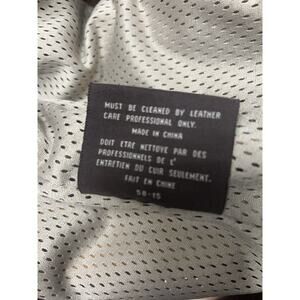 MUST BE CLEANED BY LEATHER
CARE PROFESSIONAL ONLY.
MADE IN CHINA
DOIT ETRE NETTOYE PAR DES
PROFESSIONNELS DE L'
ENTRETIEN DU CUIR SEULEMENT.
FAIT EN CHINE
58-15